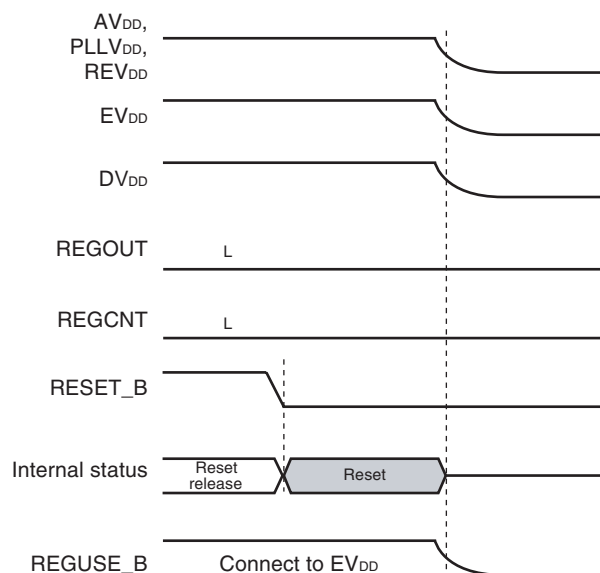 AVDD,
PLLVDD,
REVDD
EVDD
DVDD
REGOUT L
REGCNT L
RESET_B
Internal status Reset release Reset
REGUSE_B Connect to EVDD